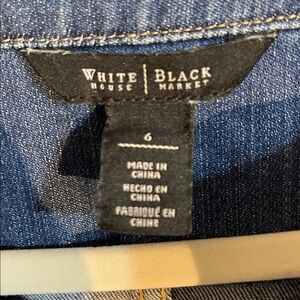 WHITE | BLACK
HOUSE | MARKET
6
MADE IN
CHINA
HECHO EN
CHINA
FABRIQUÉ EN
CHINE